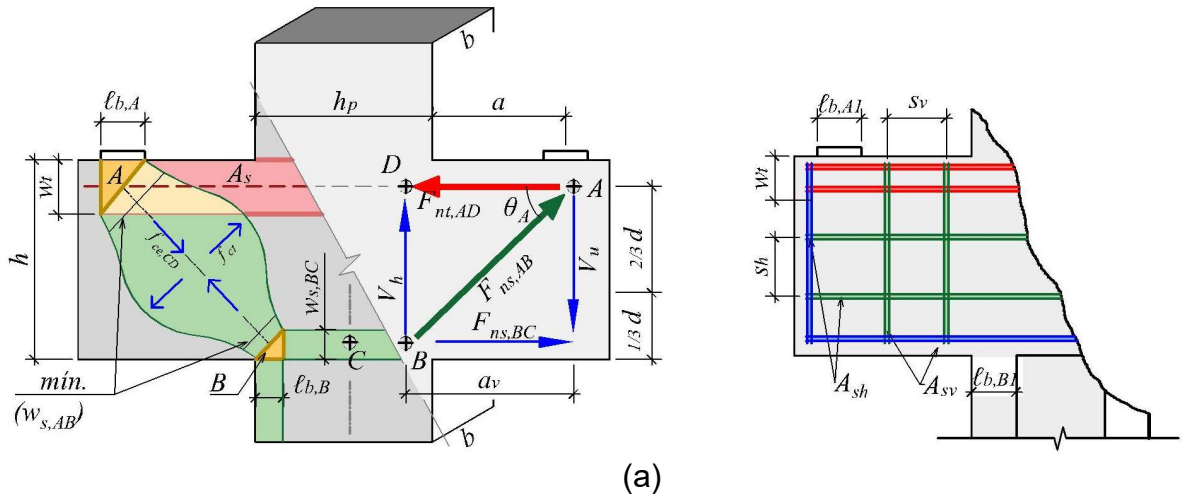 b
ℓb,A
hp
a
wt
A
As
D
A
Fnt,AD
θA
h
fce,CD
fct
ws,BC
Vh
Fns,AB
Vu
2/3 d
Fns,BC
1/3 d
C
B
mín.
(ws,AB)
B
ℓb,B
av
b
ℓb,A1
sv
wt
sh
Ash
Asv
ℓb,B1
(a)